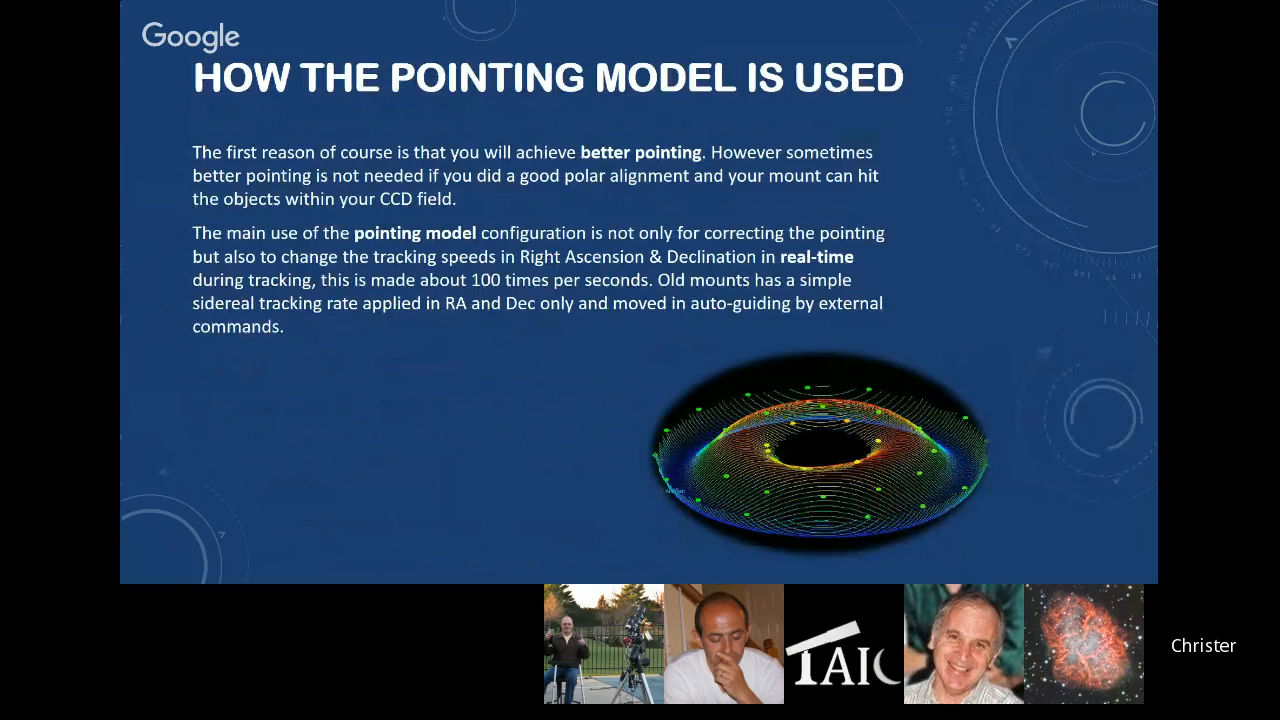 Google
HOW THE POINTING MODEL IS USED
The first reason of course is that you will achieve better pointing. However sometimes
better pointing is not needed if you did a good polar alignment and your mount can hit
the objects within your CCD field.
The main use of the pointing model configuration is not only for correcting the pointing
but also to change the tracking speeds in Right Ascension & Declination in real-time
during tracking, this is made about 100 times per seconds. Old mounts has a simple
sidereal tracking rate applied in RA and Dec only and moved in auto-guiding by external
commands.
TAIC
Christer